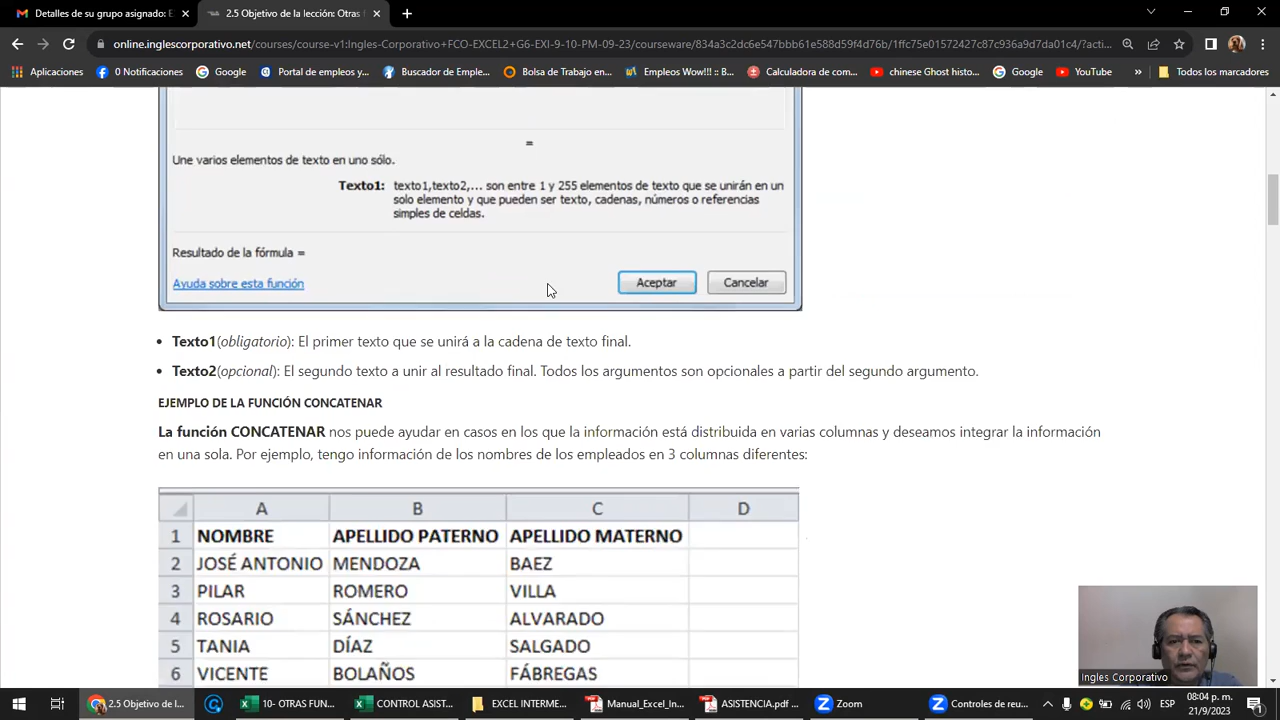 Detalles de su grupo asignado: E
2.5 Objetivo de la lección: Otras
online.inglescorporativo.net/courses/course-v1:Ingles-Corporativo+FCO-EXCEL2+G6-EXI-9-10-PM-09-23/courseware/834a3c2dc6e547bbb61e588d59f4d76b/1ffc75e01572427c87c936a9d7da01c4/?acti...
Aplicaciones
0 Notificaciones
Google
Portal de empleos y...
Buscador de Emple...
Bolsa de Trabajo en...
Empleos Wow!!! :: B...
Calculadora de com...
chinese Ghost histo...
Google
YouTube
»
Todos los marcadores
=
Une varios elementos de texto en uno sólo.
Texto1: texto1,texto2,... son entre 1 y 255 elementos de texto que se unirán en un
solo elemento y que pueden ser texto, cadenas, números o referencias
simples de celdas.
Resultado de la fórmula =
Ayuda sobre esta función
Aceptar
Cancelar
• Texto1(obligatorio): El primer texto que se unirá a la cadena de texto final.
• Texto2(opcional): El segundo texto a unir al resultado final. Todos los argumentos son opcionales a partir del segundo argumento.
EJEMPLO DE LA FUNCIÓN CONCATENAR
La función CONCATENAR nos puede ayudar en casos en los que la información está distribuida en varias columnas y deseamos integrar la información
en una sola. Por ejemplo, tengo información de los nombres de los empleados en 3 columnas diferentes:
A B C D
1 NOMBRE APELLIDO PATERNO APELLIDO MATERNO
2 JOSÉ ANTONIO MENDOZA BAEZ
3 PILAR ROMERO VILLA
4 ROSARIO SÁNCHEZ ALVARADO
5 TANIA DÍAZ SALGADO
6 VICENTE BOLAÑOS FÁBREGAS
Ingles Corporativo
2.5 Objetivo de la l...
10- OTRAS FUN...
CONTROL ASIST...
EXCEL INTERME...
Manual_Excel_In...
ASISTENCIA.pdf ...
Zoom
Controles de reu...
ESP
08:04 p. m.
21/9/2023